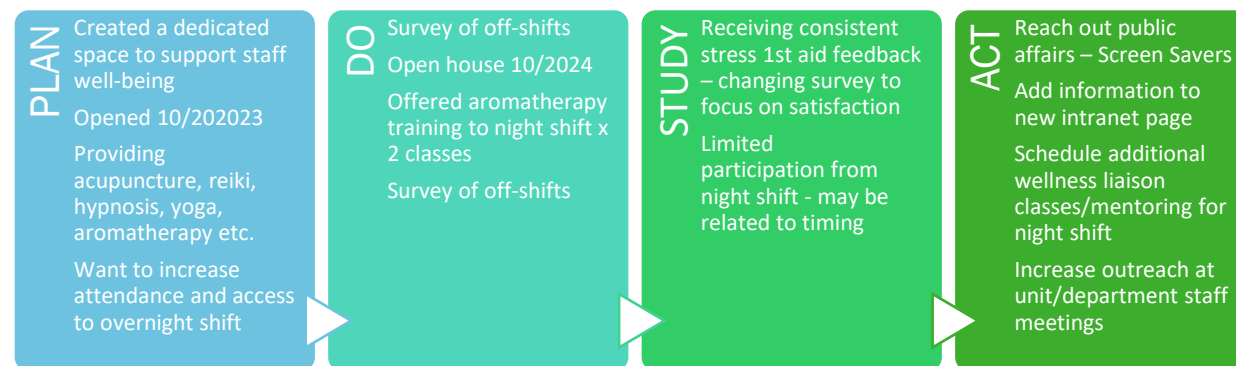 PLAN
Created a dedicated
space to support staff
well-being
Opened 10/202023
Providing
acupuncture, reiki,
hypnosis, yoga,
aromatherapy etc.
Want to increase
attendance and access
to overnight shift
DO
Survey of off-shifts
Open house 10/2024
Offered aromatherapy
training to night shift x
2 classes
Survey of off-shifts
STUDY
Receiving consistent
stress 1st aid feedback
– changing survey to
focus on satisfaction
Limited
participation from
night shift - may be
related to timing
ACT
Reach out public
affairs – Screen Savers
Add information to
new intranet page
Schedule additional
wellness liaison
classes/mentoring for
night shift
Increase outreach at
unit/department staff
meetings